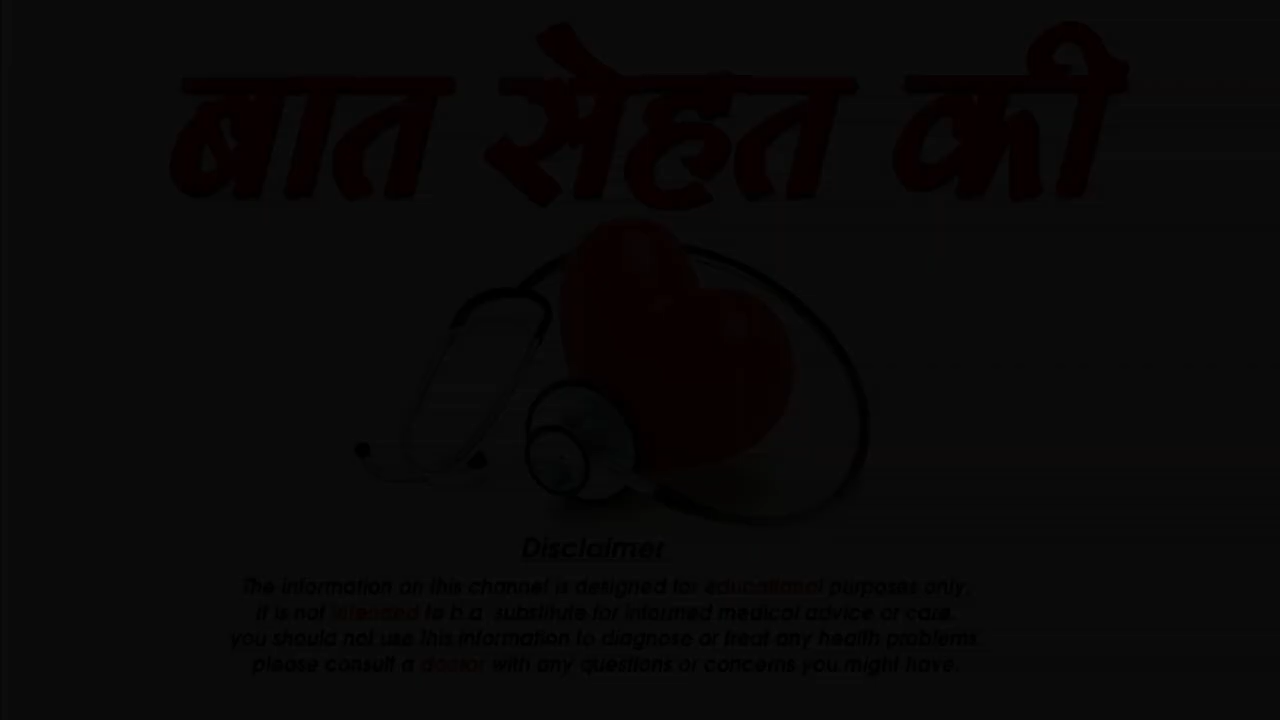 बात सेहत की
Disclaimer
The information on this channel is designed for educational purposes only.
it is not intended to b a substitute for informed medical advice or care.
you should not use this information to diagnose or treat any health problems.
please consult a doctor with any questions or concerns you might have.